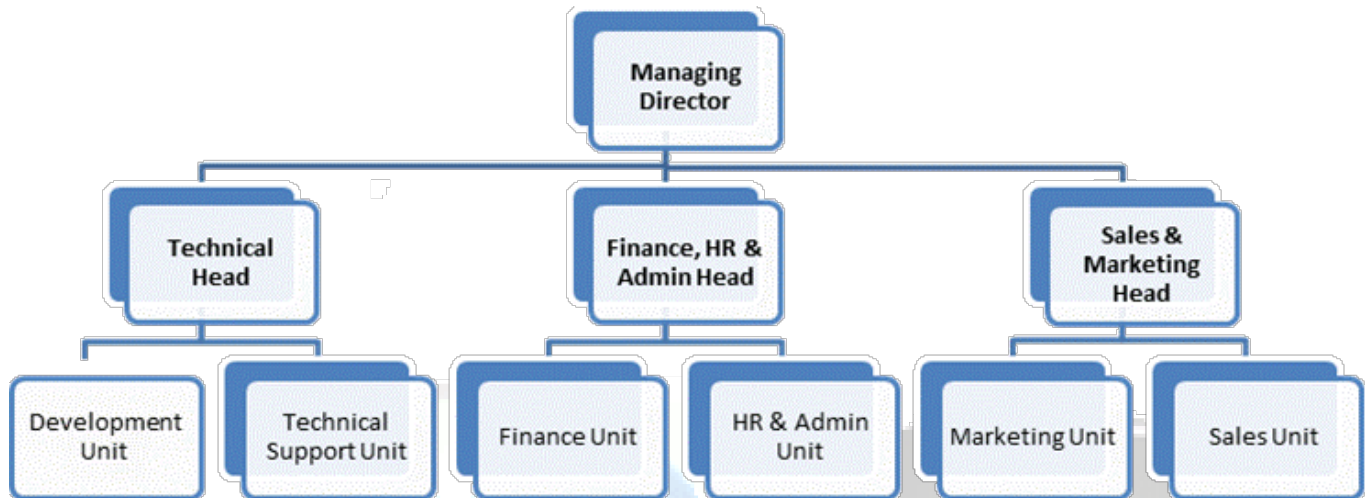 Managing
Director
Technical
Head
Finance, HR &
Admin Head
Sales &
Marketing
Head
Development
Unit
Technical
Support Unit
Finance Unit
HR & Admin
Unit
Marketing Unit
Sales Unit